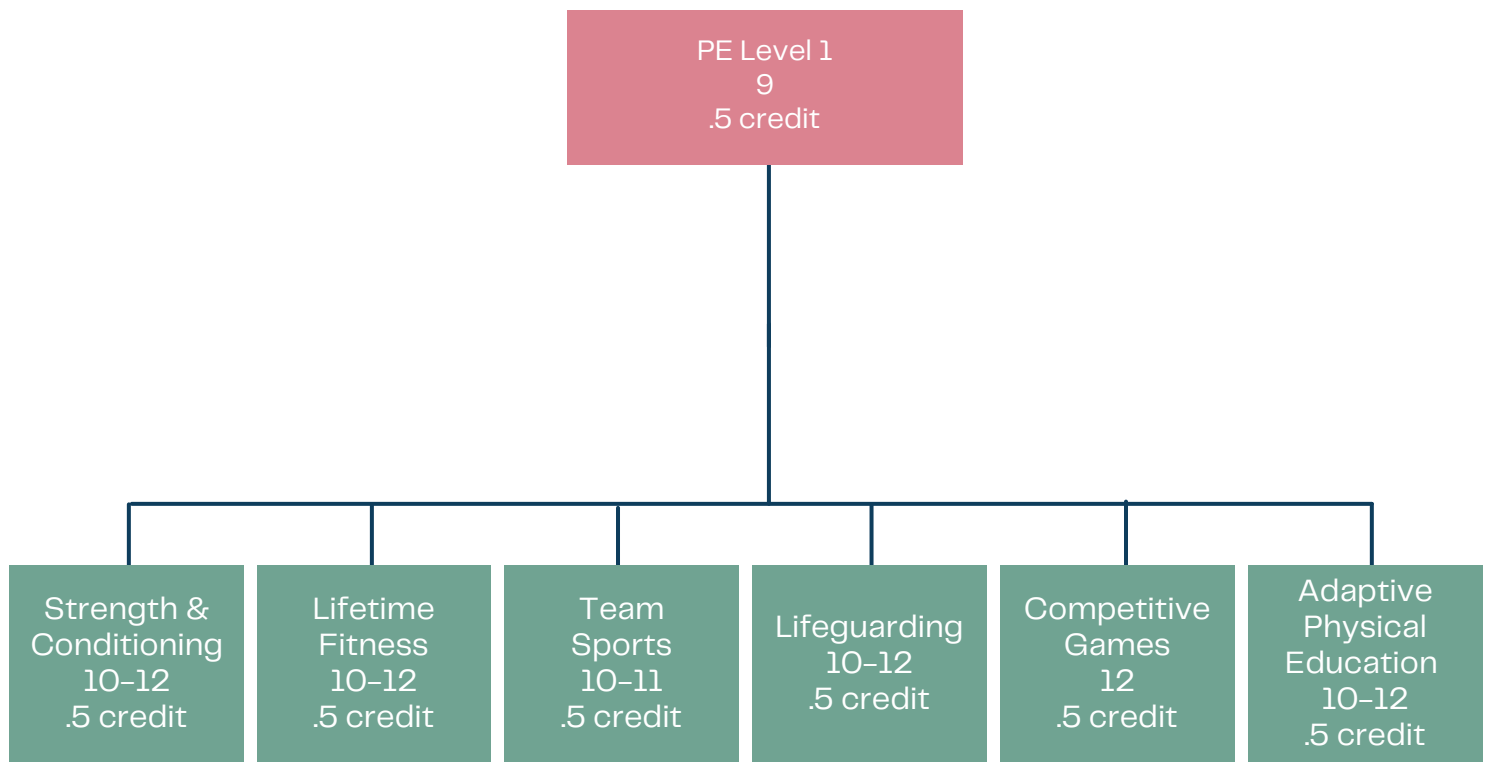 PE Level 1
9
.5 credit
Strength &
Conditioning
10-12
.5 credit
Lifetime
Fitness
10-12
.5 credit
Team
Sports
10-11
.5 credit
Lifeguarding
10-12
.5 credit
Competitive
Games
12
.5 credit
Adaptive
Physical
Education
10-12
.5 credit